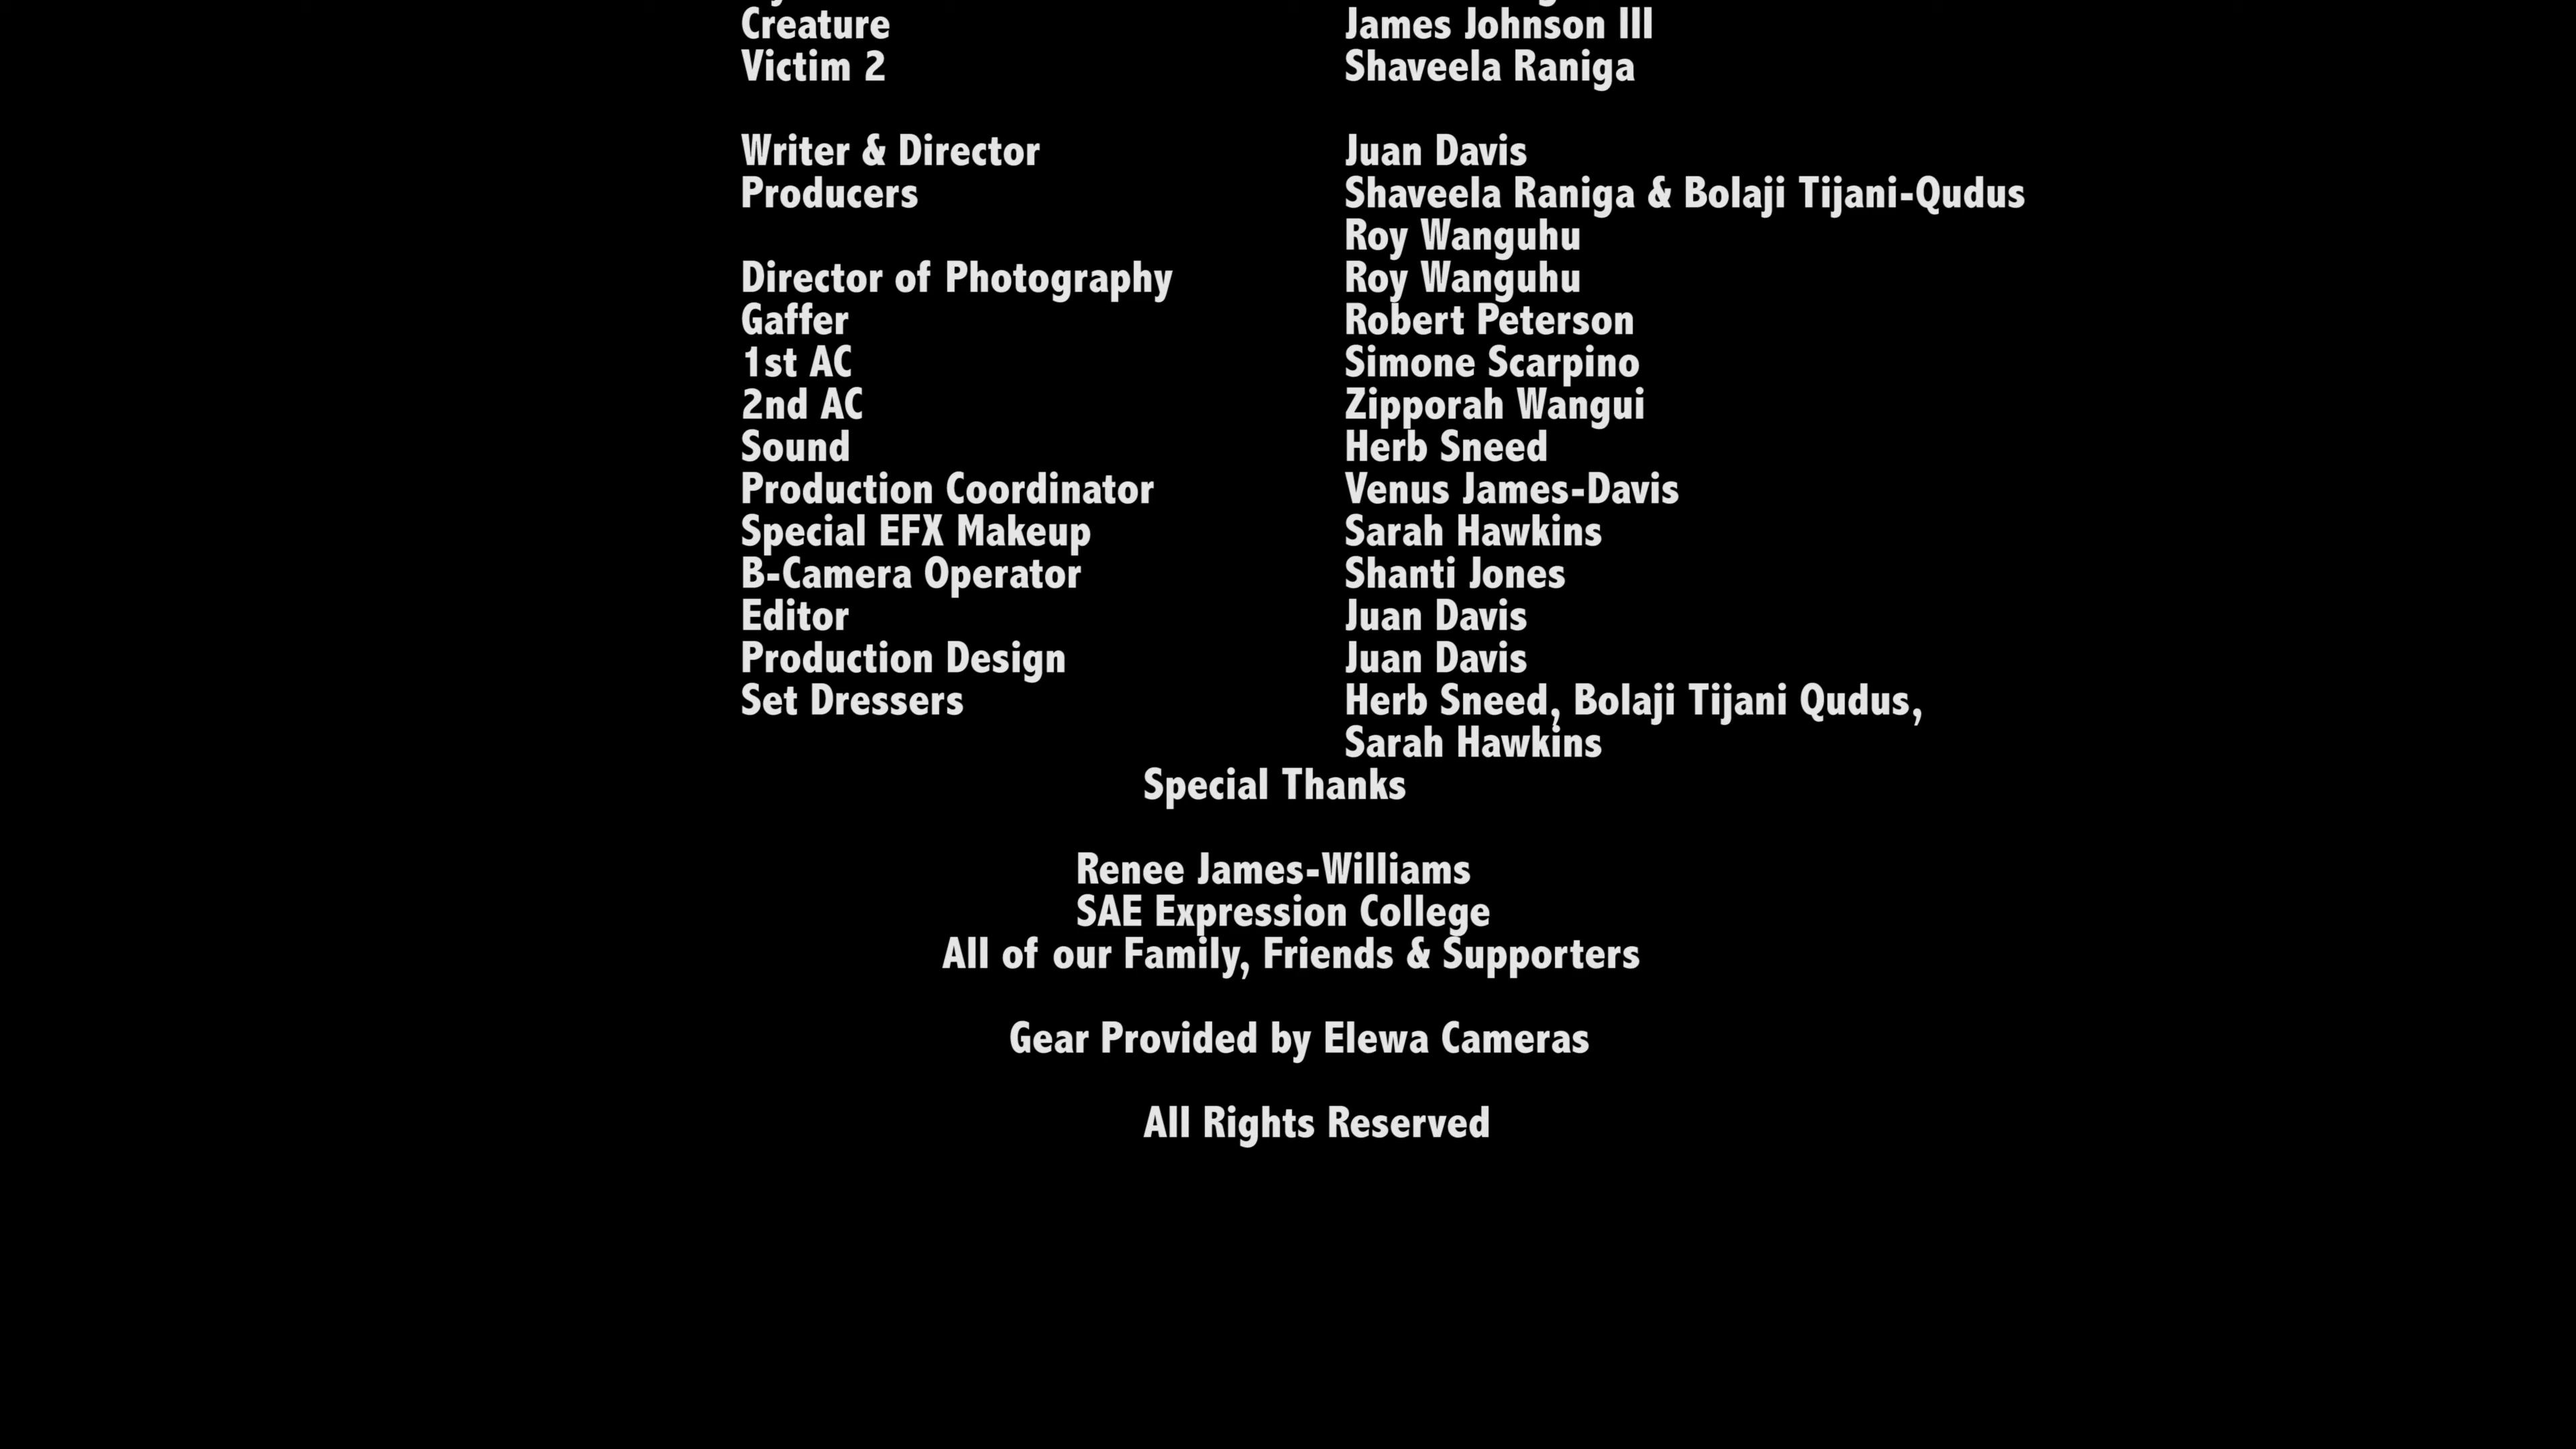 Creature James Johnson III
Victim 2 Shaveela Raniga
Writer & Director Juan Davis
Producers Shaveela Raniga & Bolaji Tijani-Qudus
Roy Wanguhu
Director of Photography Roy Wanguhu
Gaffer Robert Peterson
1st AC Simone Scarpino
2nd AC Zipporah Wangui
Sound Herb Sneed
Production Coordinator Venus James-Davis
Special EFX Makeup Sarah Hawkins
B-Camera Operator Shanti Jones
Editor Juan Davis
Production Design Juan Davis
Set Dressers Herb Sneed, Bolaji Tijani Qudus,
Sarah Hawkins
Special Thanks
Renee James-Williams
SAE Expression College
All of our Family, Friends & Supporters
Gear Provided by Elewa Cameras
All Rights Reserved